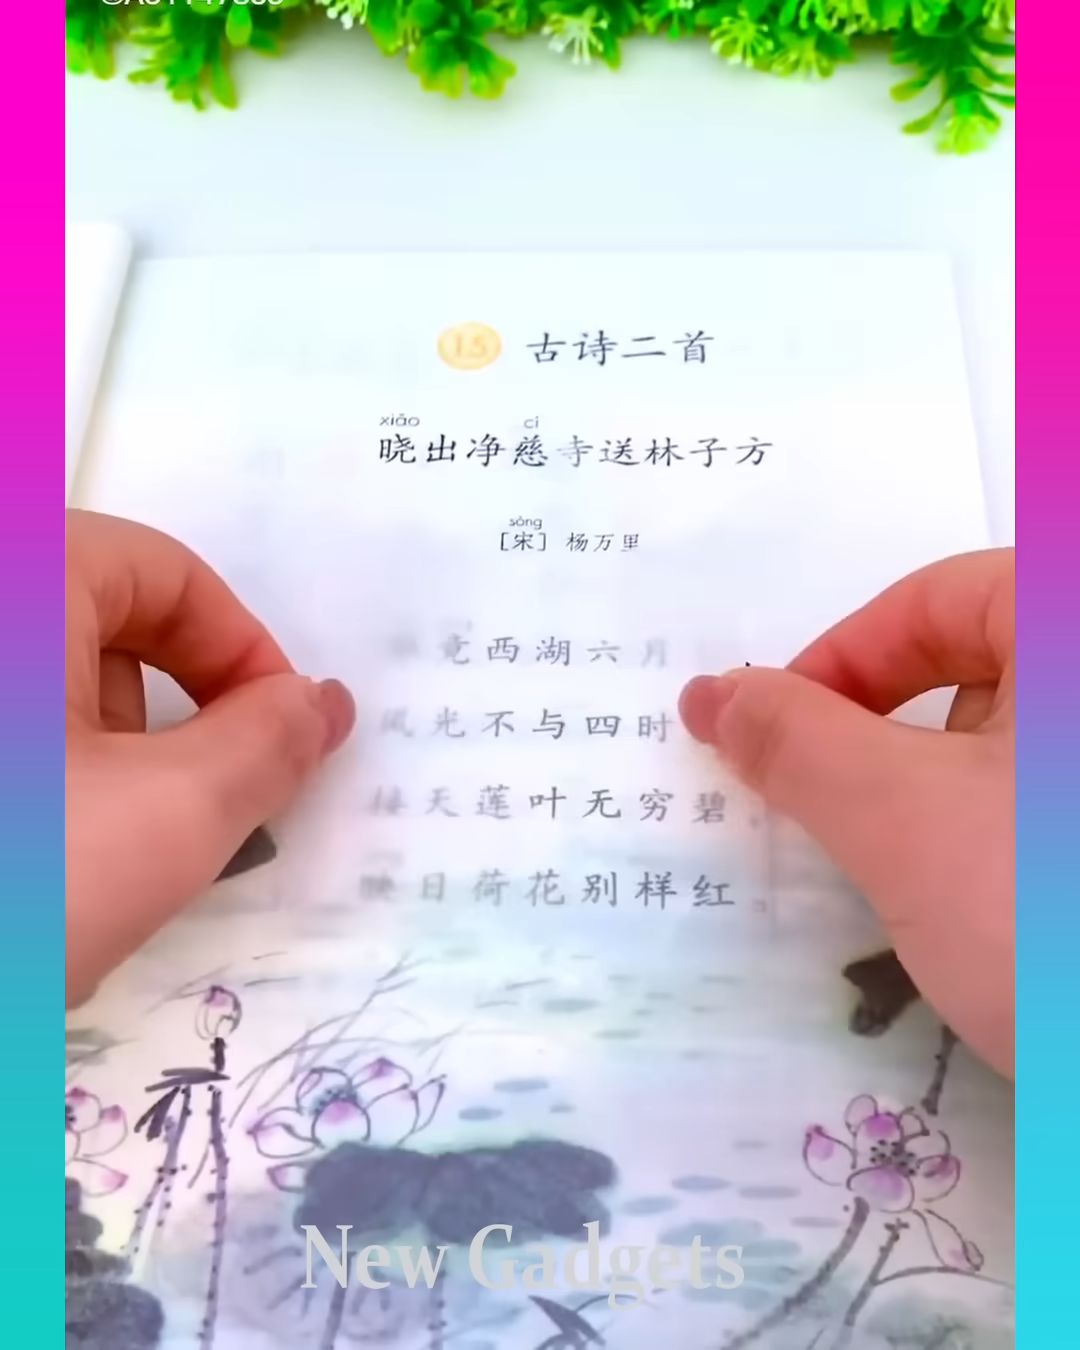 15 古诗二首
xiǎo cí
晓出净慈寺送林子方
sòng
[宋] 杨万里
竟西湖六月
风光不与四时
接天莲叶无穷碧
映日荷花别样红
New Gadgets